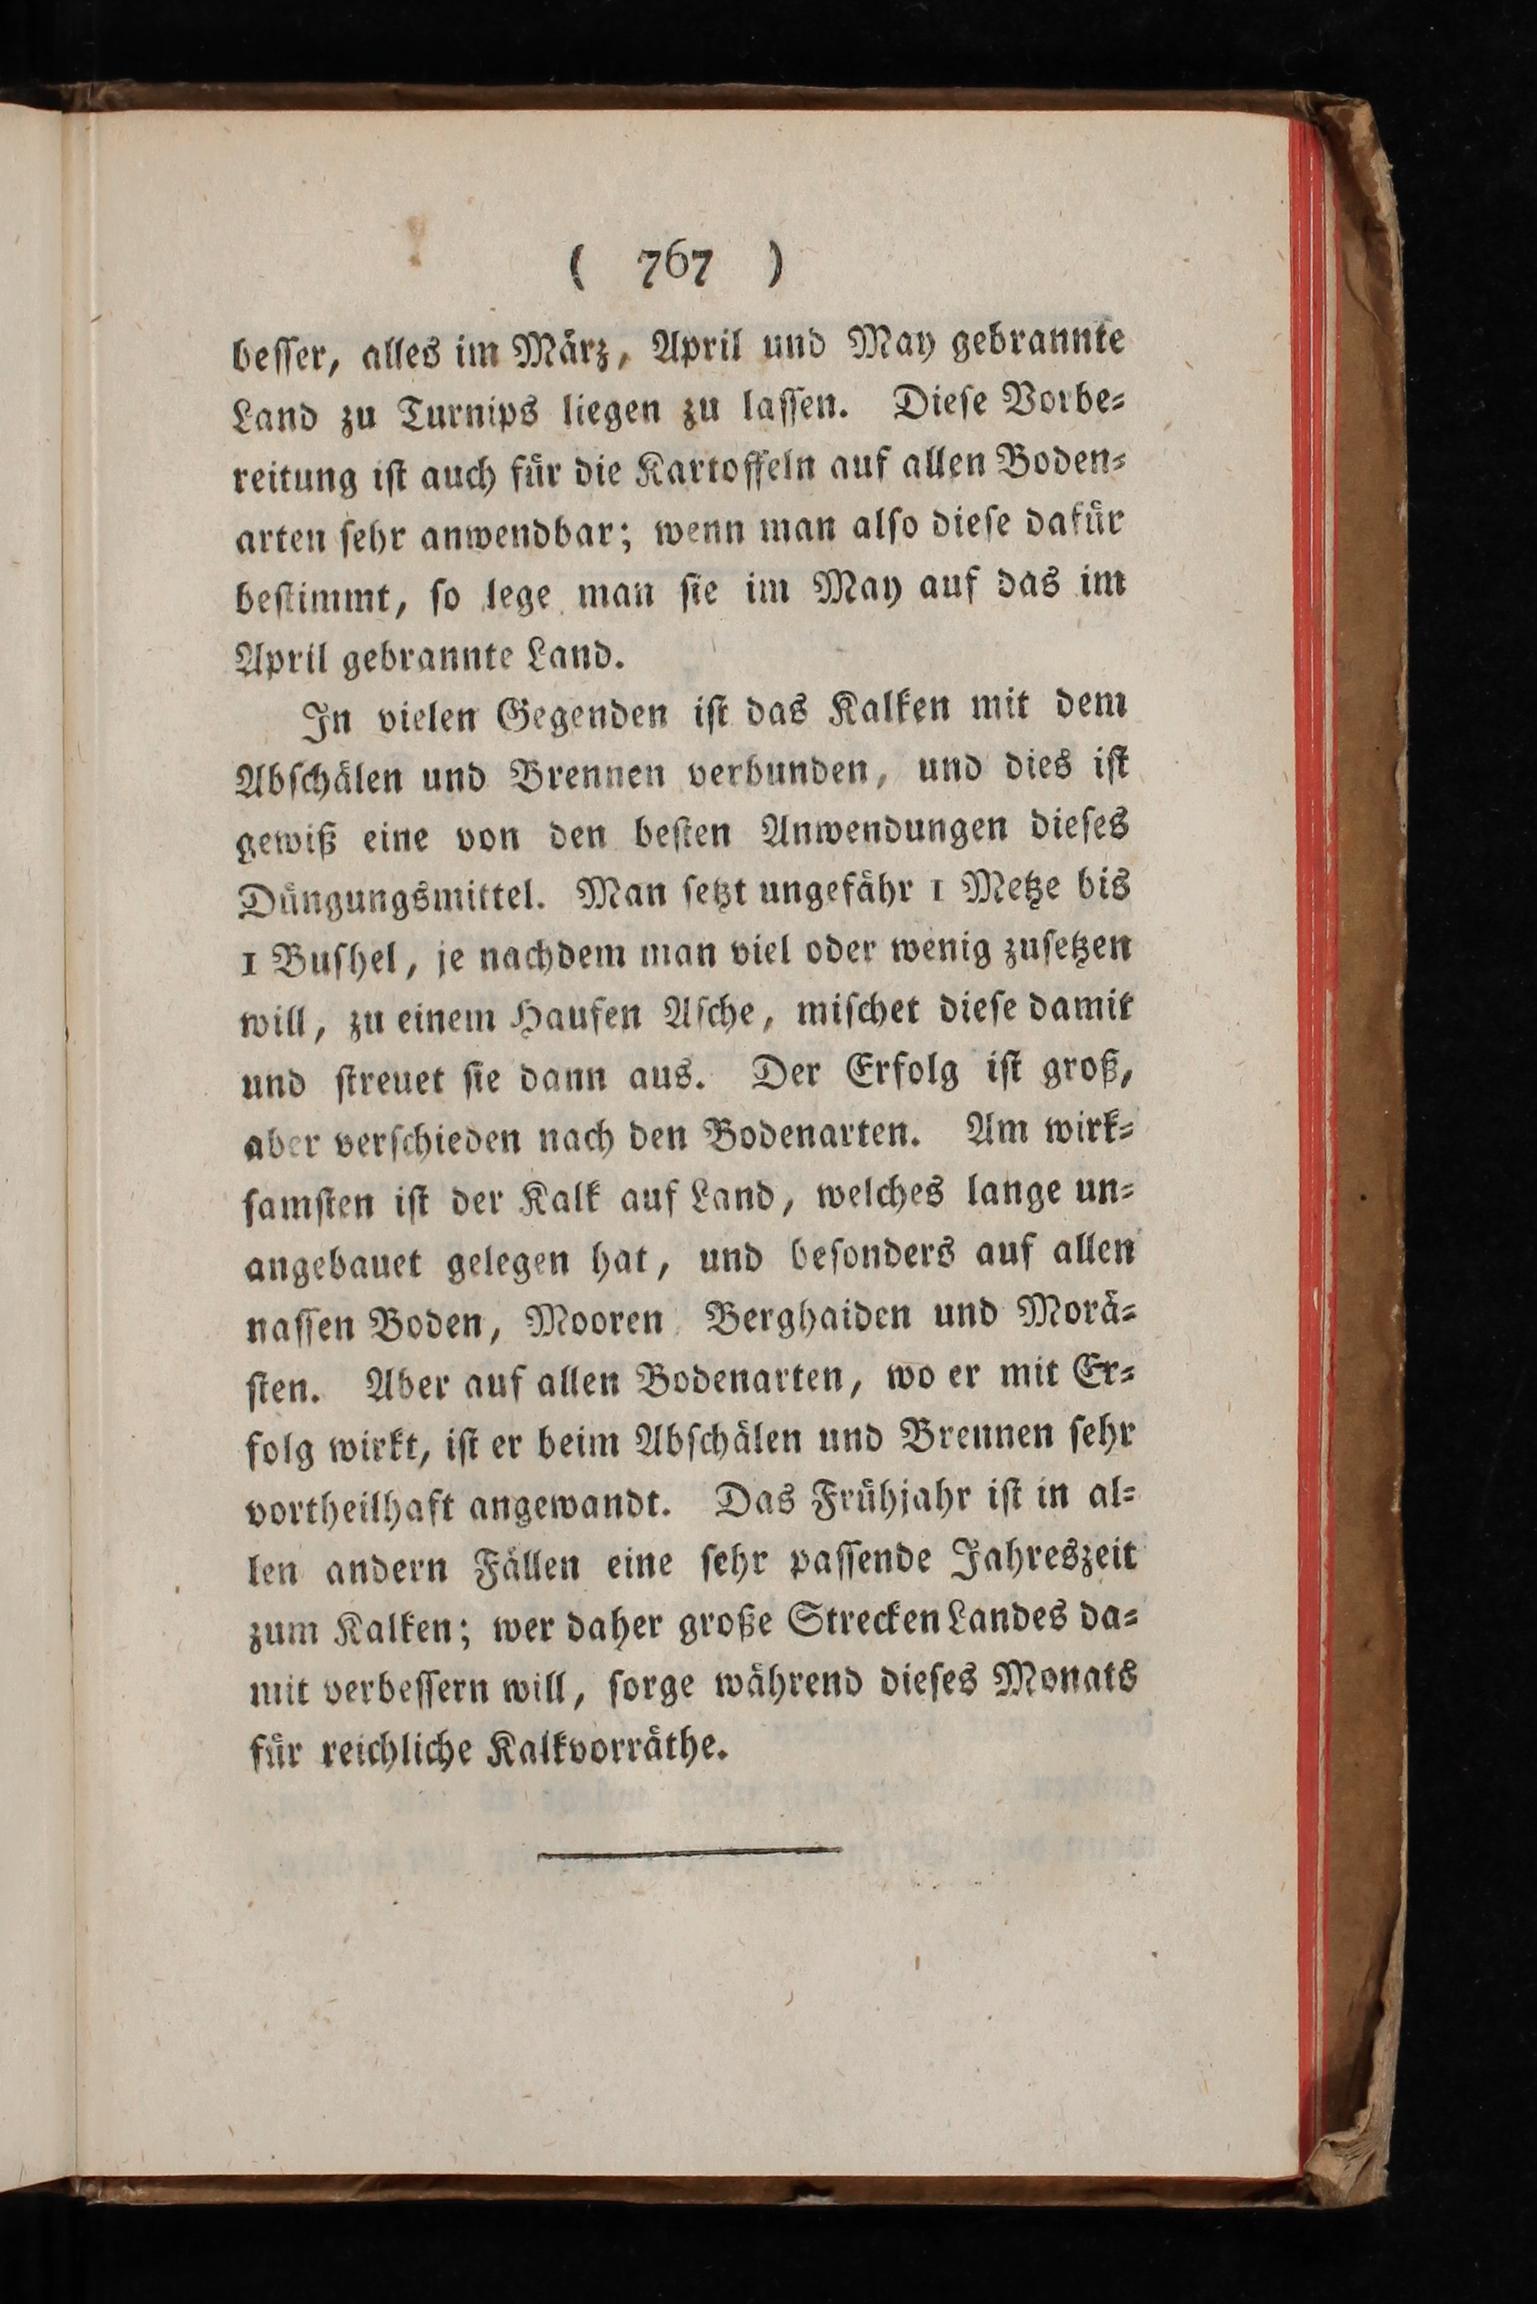 ( 767 )
beſſer, alles im März, April und May gebrannte
Land zu Turnips liegen zu laſſen. Dieſe Vorbe⸗
reitung iſt auch für die Kartoffeln auf allen Boden⸗
arten ſehr anwendbar; wenn man alſo dieſe dafür
beſtimmt, ſo lege man ſie im May auf das im
April gebrannte Land.
In vielen Gegenden iſt das Kalken mit dem
Abſchälen und Brennen verbunden, und dies iſt
gewiß eine von den beſten Anwendungen dieſes
Düngungsmittel. Man ſetzt ungefähr 1 Metze bis
1 Buſhel, je nachdem man viel oder wenig zuſetzen
will, zu einem Haufen Aſche, miſchet dieſe damit
und ſtreuet ſie dann aus. Der Erfolg iſt groß,
aber verſchieden nach den Bodenarten. Am wirk⸗
ſamſten iſt der Kalk auf Land, welches lange un⸗
angebauet gelegen hat, und beſonders auf allen
naſſen Boden, Mooren Berghaiden und Morä⸗
ſten. Aber auf allen Bodenarten, wo er mit Er⸗
folg wirkt, iſt er beim Abſchälen und Brennen ſehr
vortheilhaft angewandt. Das Frühjahr iſt in al⸗
len andern Fällen eine ſehr paſſende Jahreszeit
zum Kalken; wer daher große Strecken Landes da⸗
mit verbeſſern will, ſorge während dieſes Monats
für reichliche Kalkvorräthe.